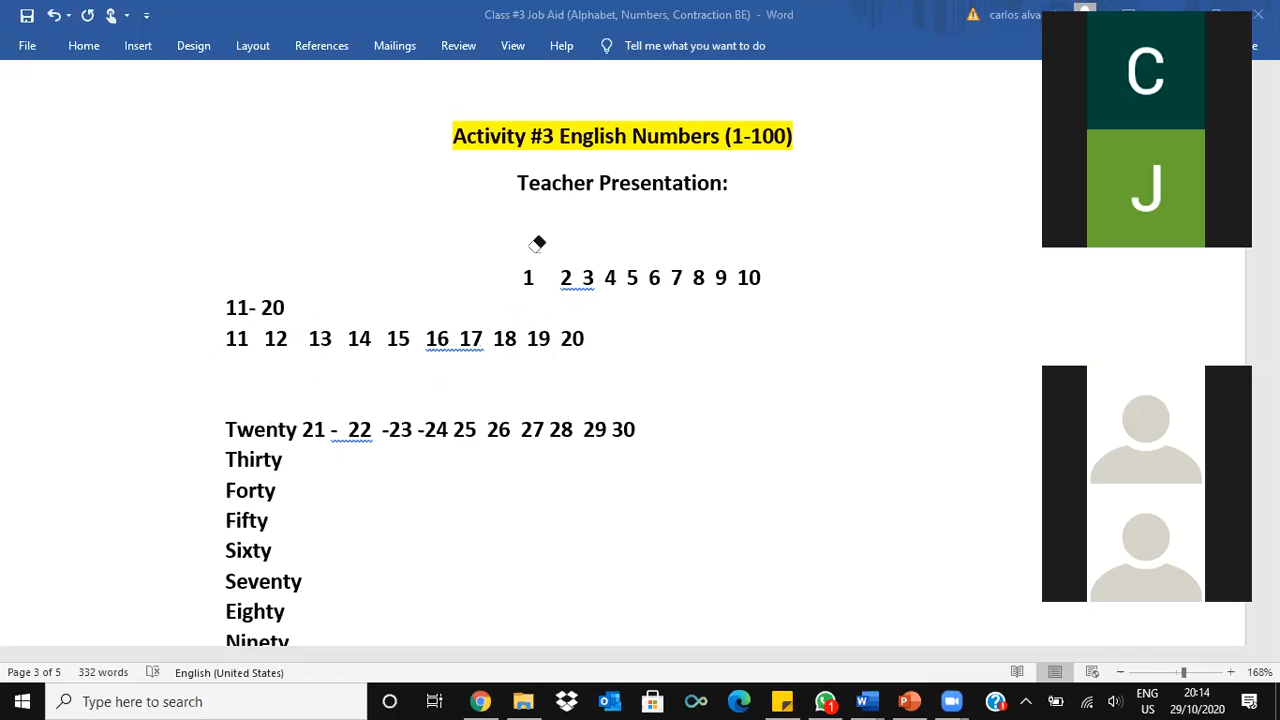 Class #3 Job Aid (Alphabet, Numbers, Contraction BE) - Word
carlos alva
File Home Insert Design Layout References Mailings Review View Help Tell me what you want to do
C
J
Activity #3 English Numbers (1-100)
Teacher Presentation:
1 2 3 4 5 6 7 8 9 10
11- 20
11 12 13 14 15 16 17 18 19 20
Twenty 21 - 22 -23 -24 25 26 27 28 29 30
Thirty
Forty
Fifty
Sixty
Seventy
Eighty
Ninety
Page 3 of 5 332 words English (United States) 168%
Type here to search
1
ENG
US
20:14
29/10/2020